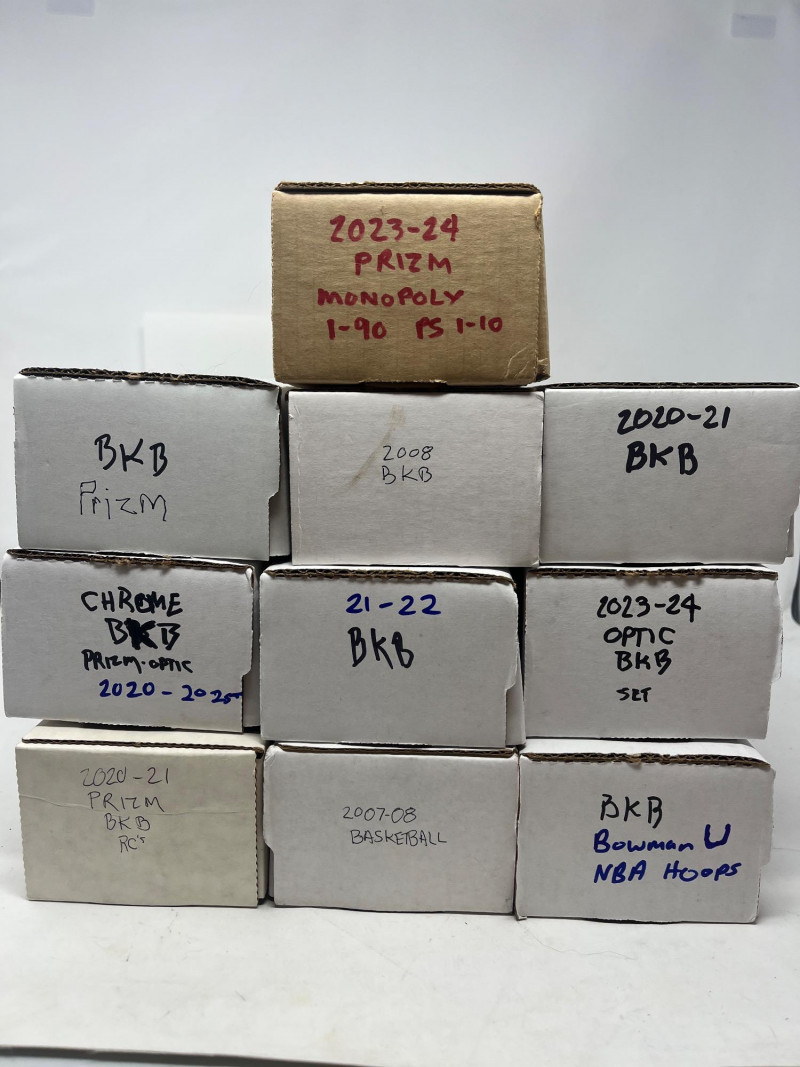 2023-24
PRIZM
MONOPOLY
1-90 PS 1-10
BKB
PrizM
2008
BKB
2020-21
BKB
CHROME
BKB
PRIZM-OPTIC
2020-2025
21-22
BKB
2023-24
OPTIC
BKB
SET
2020-21
PRIZM
BKB
RC's
2007-08
BASKETBALL
BKB
Bowman U
NBA HOOPS